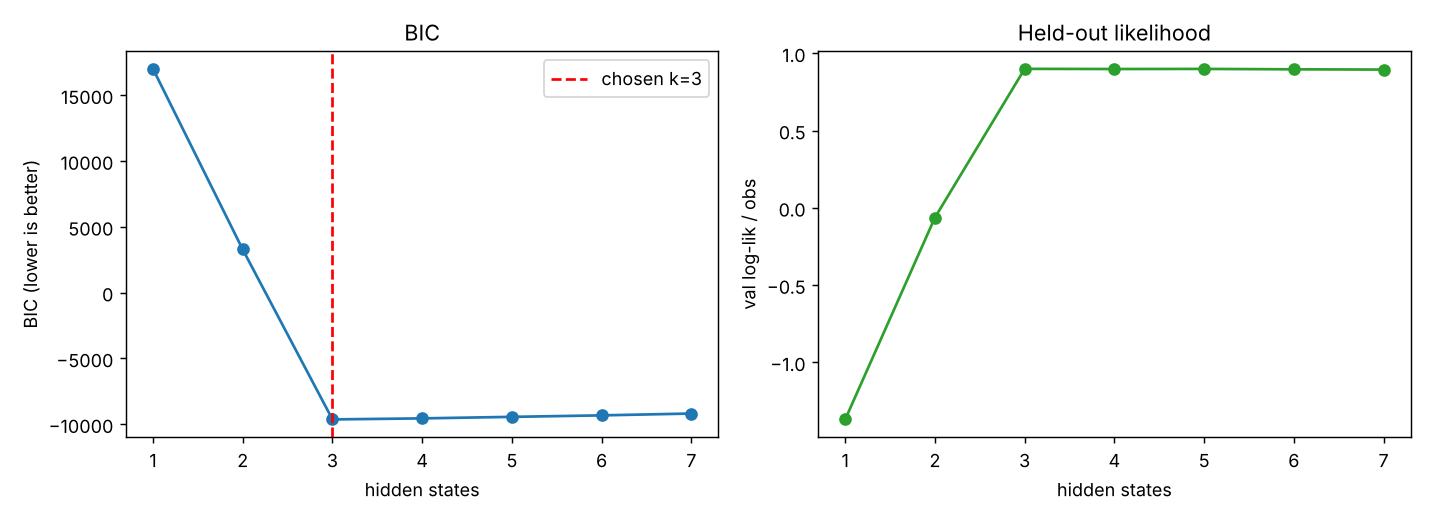 BIC
BIC (lower is better)
15000
10000
5000
0
−5000
−10000
chosen k=3
1 2 3 4 5 6 7
hidden states
Held-out likelihood
val log-lik / obs
1.0
0.5
0.0
−0.5
−1.0
1 2 3 4 5 6 7
hidden states